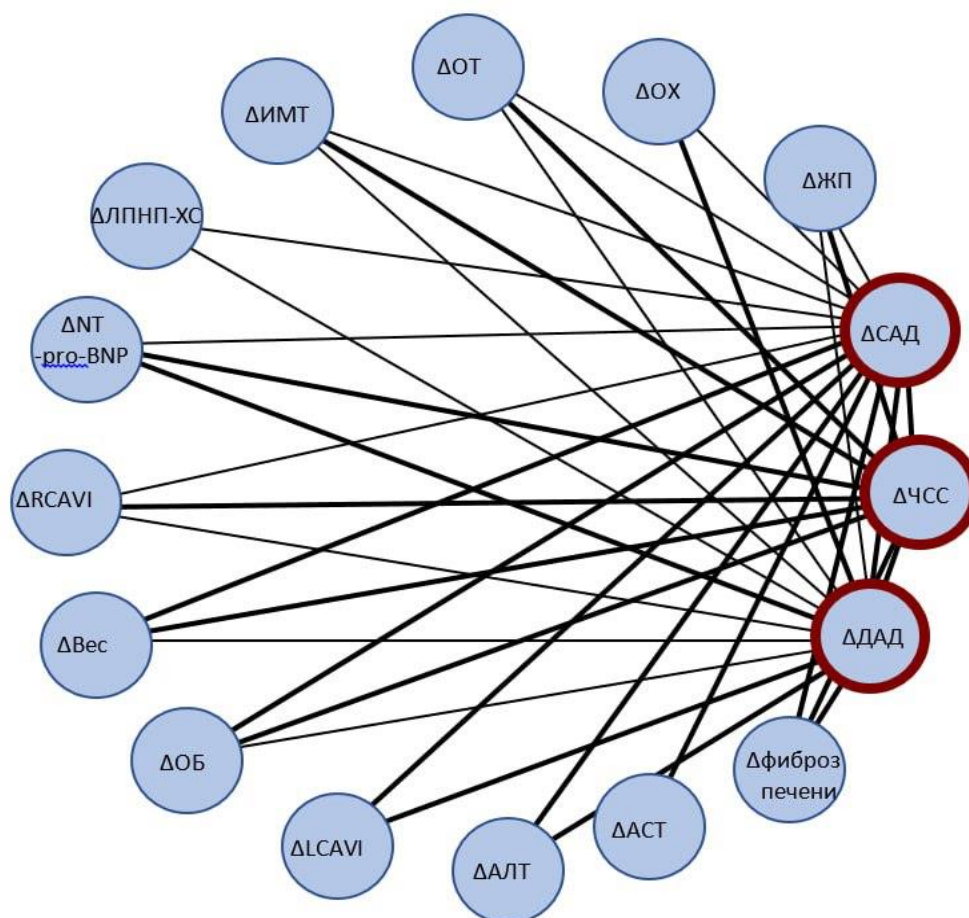 ΔОТ
ΔОХ
ΔИМТ
ΔЖП
ΔЛПНП-ХС
ΔNT
-pro-BNP
ΔСАД
ΔRCAVI
ΔЧСС
ΔВес
ΔДАД
ΔОБ
Δфиброз
печени
ΔLCAVI
ΔАЛТ
ΔАСТ